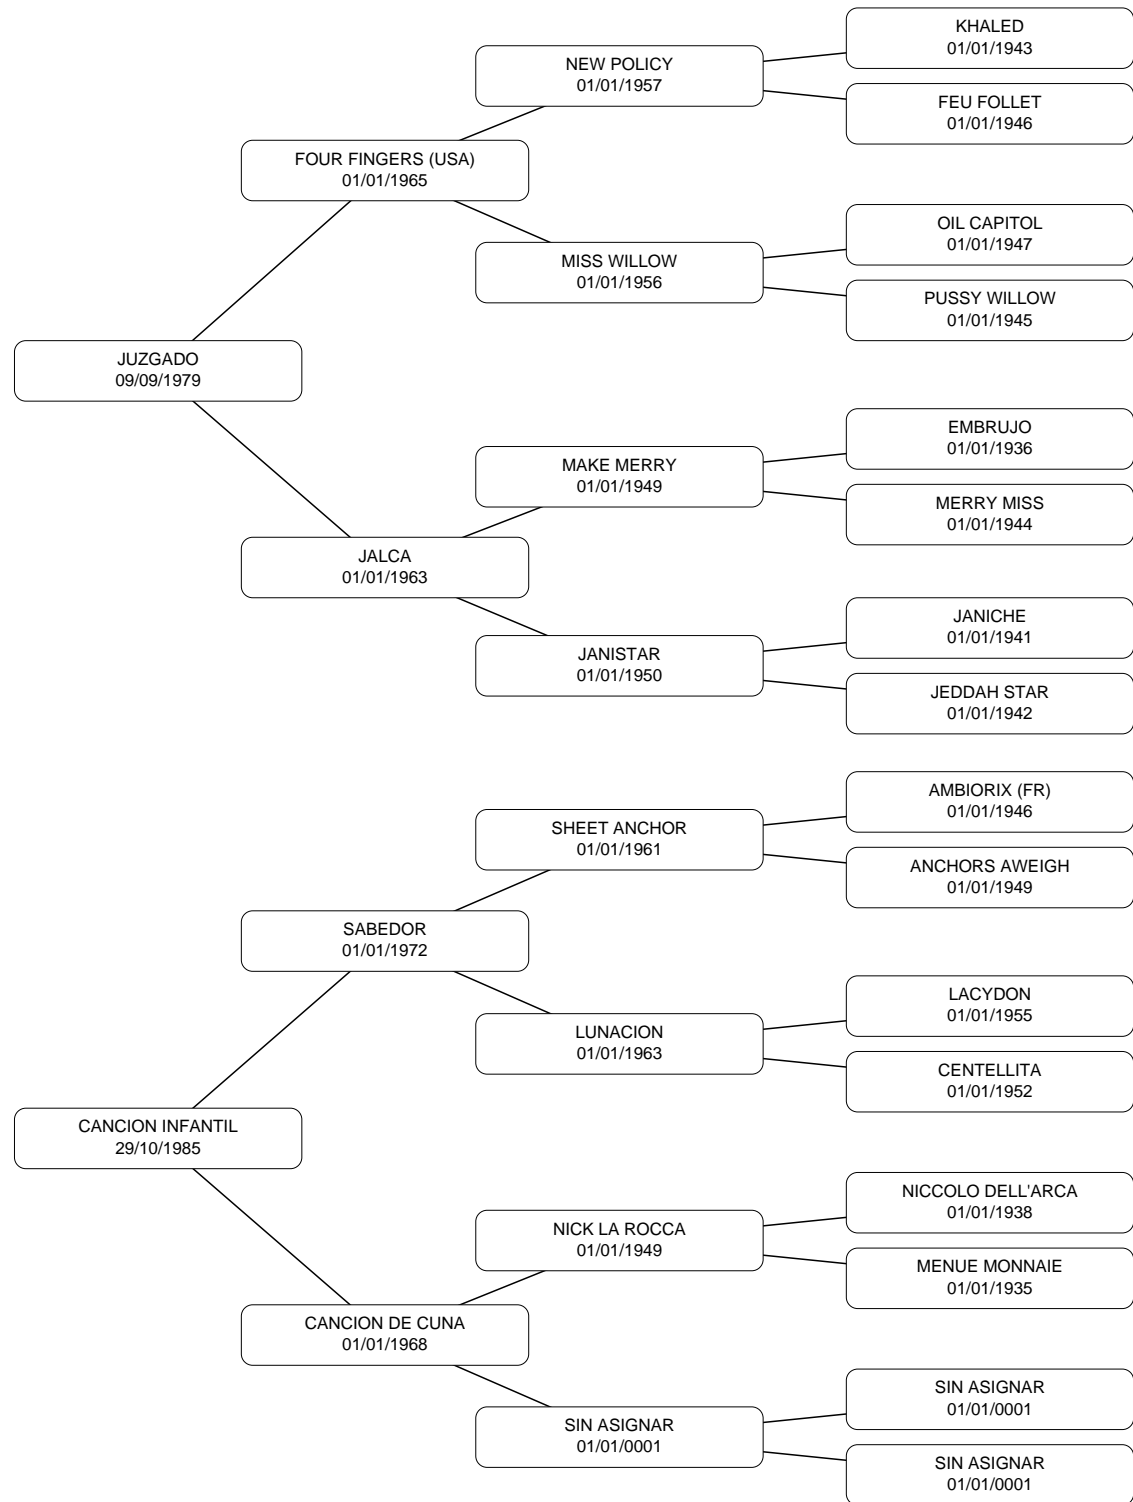 KHALED
01/01/1943
NEW POLICY
01/01/1957
FEU FOLLET
01/01/1946
FOUR FINGERS (USA)
01/01/1965
OIL CAPITOL
01/01/1947
MISS WILLOW
01/01/1956
PUSSY WILLOW
01/01/1945
JUZGADO
09/09/1979
EMBRUJO
01/01/1936
MAKE MERRY
01/01/1949
MERRY MISS
01/01/1944
JALCA
01/01/1963
JANICHE
01/01/1941
JANISTAR
01/01/1950
JEDDAH STAR
01/01/1942
AMBIORIX (FR)
01/01/1946
SHEET ANCHOR
01/01/1961
ANCHORS AWEIGH
01/01/1949
SABEDOR
01/01/1972
LACYDON
01/01/1955
LUNACION
01/01/1963
CENTELLITA
01/01/1952
CANCION INFANTIL
29/10/1985
NICCOLO DELL'ARCA
01/01/1938
NICK LA ROCCA
01/01/1949
MENUE MONNAIE
01/01/1935
CANCION DE CUNA
01/01/1968
SIN ASIGNAR
01/01/0001
SIN ASIGNAR
01/01/0001
SIN ASIGNAR
01/01/0001